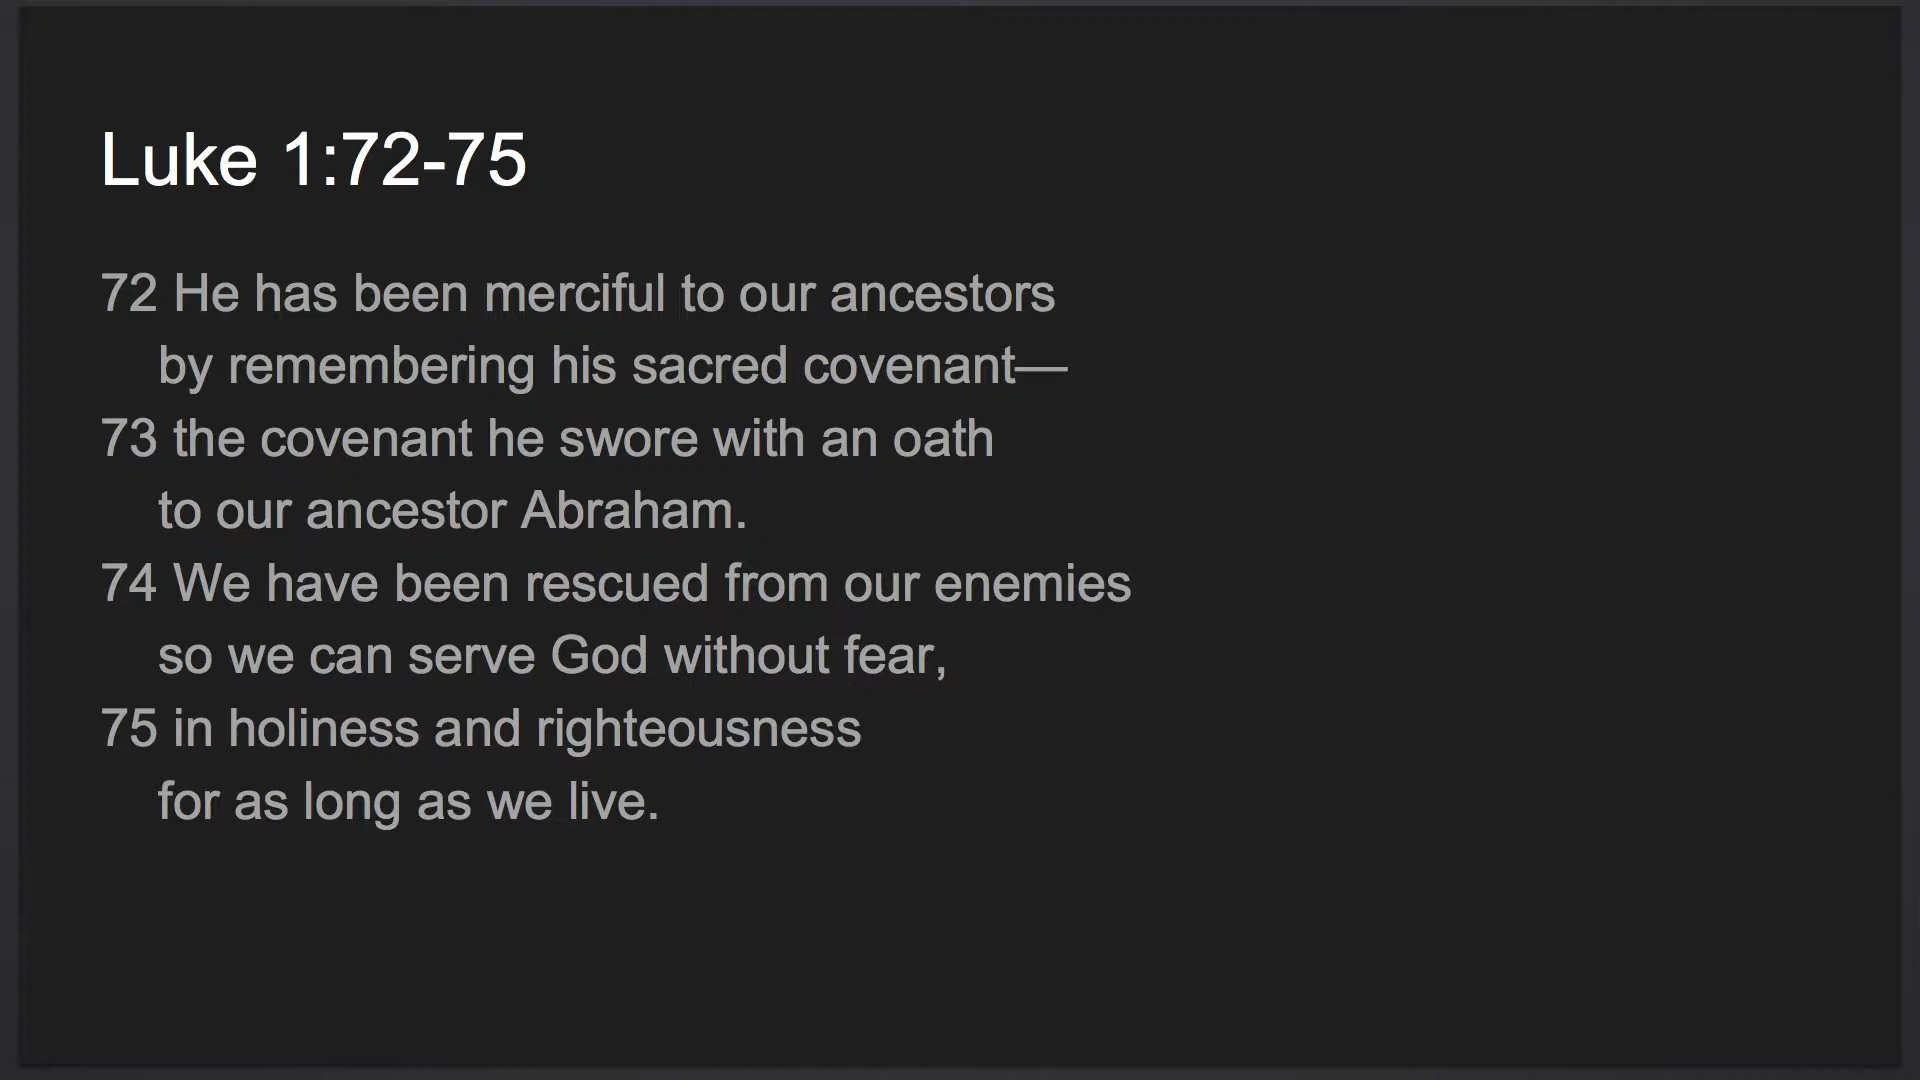 Luke 1:72-75
72 He has been merciful to our ancestors
by remembering his sacred covenant—
73 the covenant he swore with an oath
to our ancestor Abraham.
74 We have been rescued from our enemies
so we can serve God without fear,
75 in holiness and righteousness
for as long as we live.